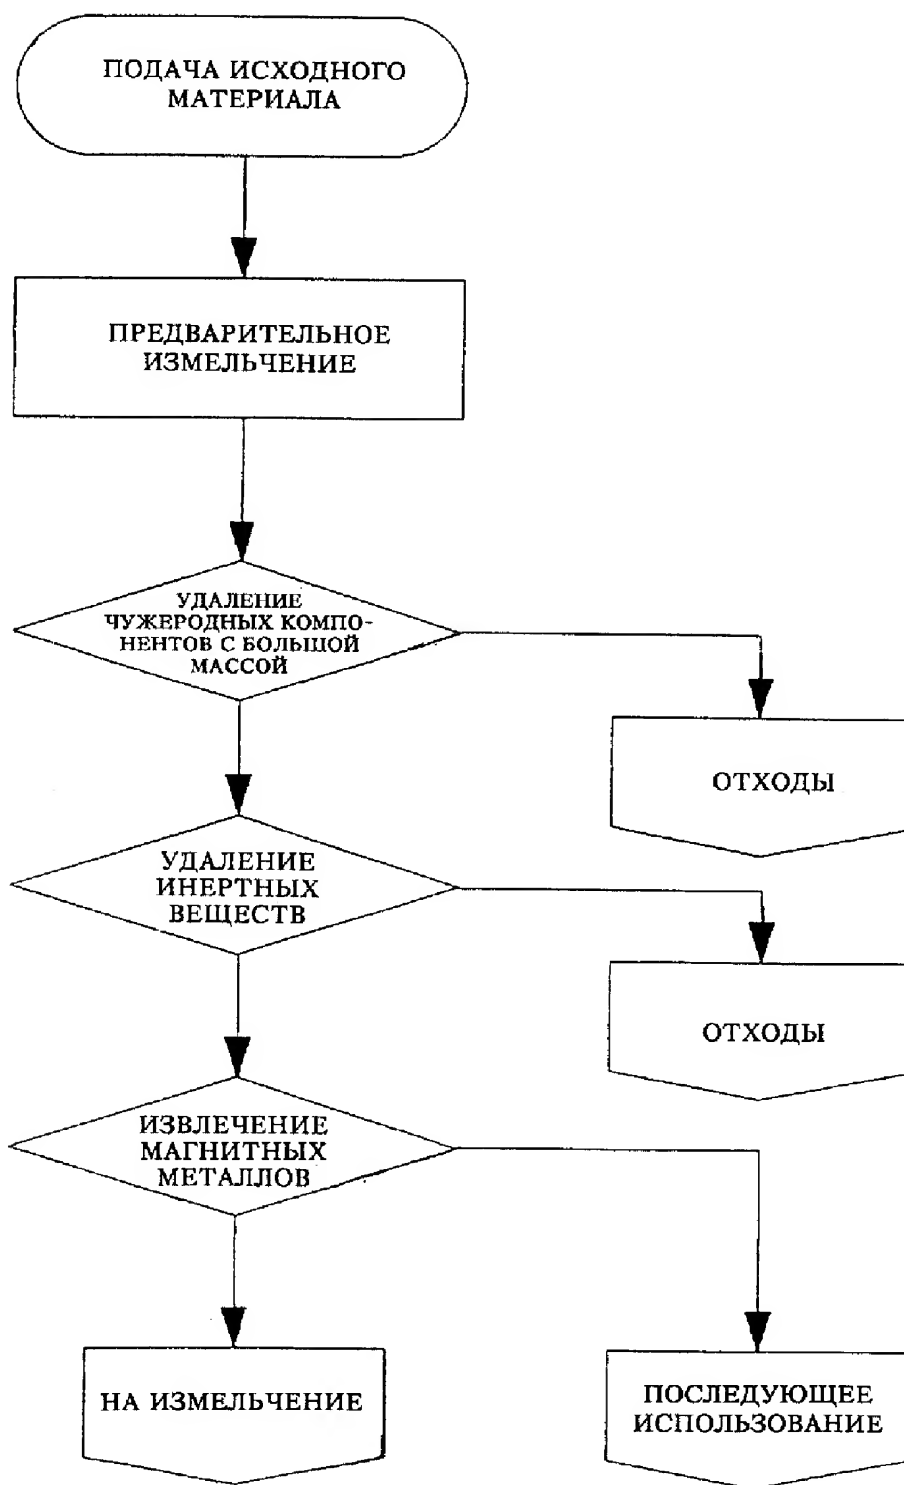 ПОДАЧА ИСХОДНОГО
МАТЕРИАЛА
ПРЕДВАРИТЕЛЬНОЕ
ИЗМЕЛЬЧЕНИЕ
УДАЛЕНИЕ
ЧУЖЕРОДНЫХ КОМПО-
НЕНТОВ С БОЛЬШОЙ
МАССОЙ
ОТХОДЫ
УДАЛЕНИЕ
ИНЕРТНЫХ
ВЕЩЕСТВ
ОТХОДЫ
ИЗВЛЕЧЕНИЕ
МАГНИТНЫХ
МЕТАЛЛОВ
НА ИЗМЕЛЬЧЕНИЕ
ПОСЛЕДУЮЩЕЕ
ИСПОЛЬЗОВАНИЕ